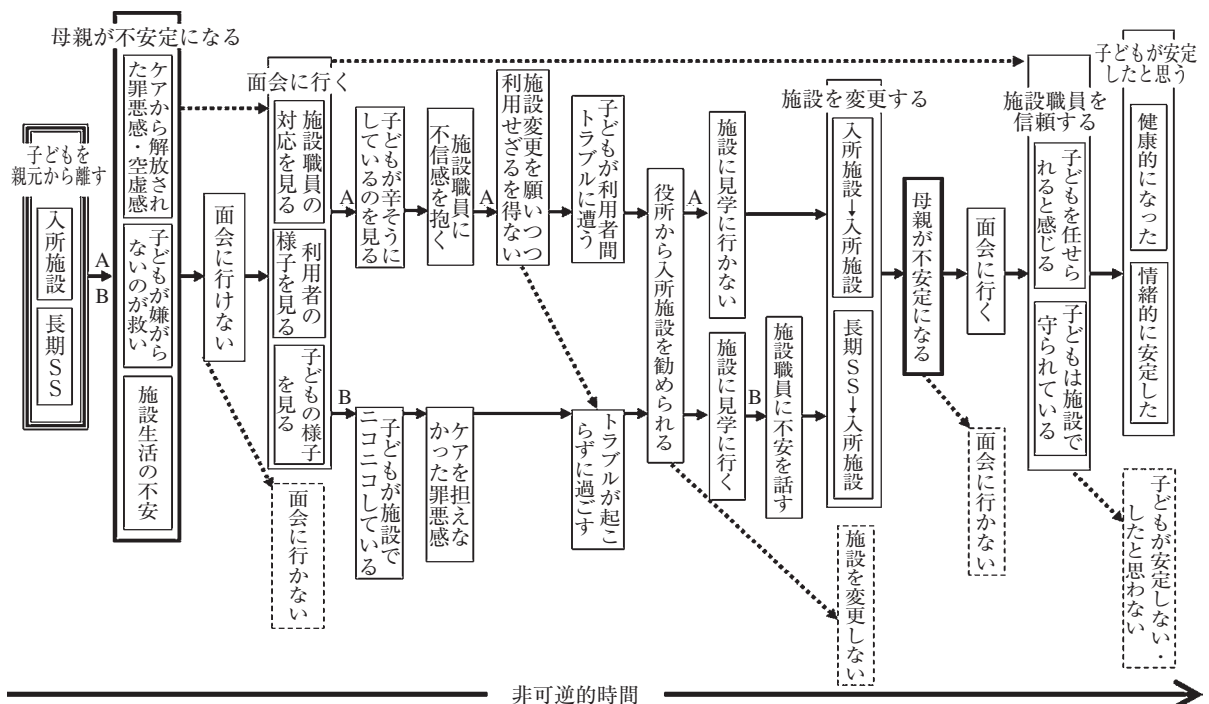 子どもを
親元から離す
入所施設
長期SS
A
B
母親が不安定になる
ケアから解放され
た罪悪感・空虚感
子どもが嫌がら
ないのが救い
施設生活の不安
面会に行けない
面会に行く
施設職員の
対応を見る
利用者の
様子を見る
子どもの様子
を見る
面会に行かない
A
子どもが辛そうに
しているのを見る
施設職員に
不信感を抱く
A
施設変更を願いつつ
利用せざるを得ない
子どもが利用者間
トラブルに遭う
B
子どもが施設で
ニコニコしている
ケアを担えな
かった罪悪感
トラブルが起こ
らずに過ごす
役所から入所施設を勧められる
A
施設に見学に行かない
施設に見学に行く
B
施設職員に不安を話す
施設を変更する
入所施設→入所施設
長期SS→入所施設
施設を変更しない
母親が不安定になる
面会に行く
面会に行かない
施設職員を
信頼する
子どもを任せら
れると感じる
子どもは施設で
守られている
子どもが安定
したと思う
健康的になった
情緒的に安定した
子どもが安定しない・
したと思わない
非可逆的時間